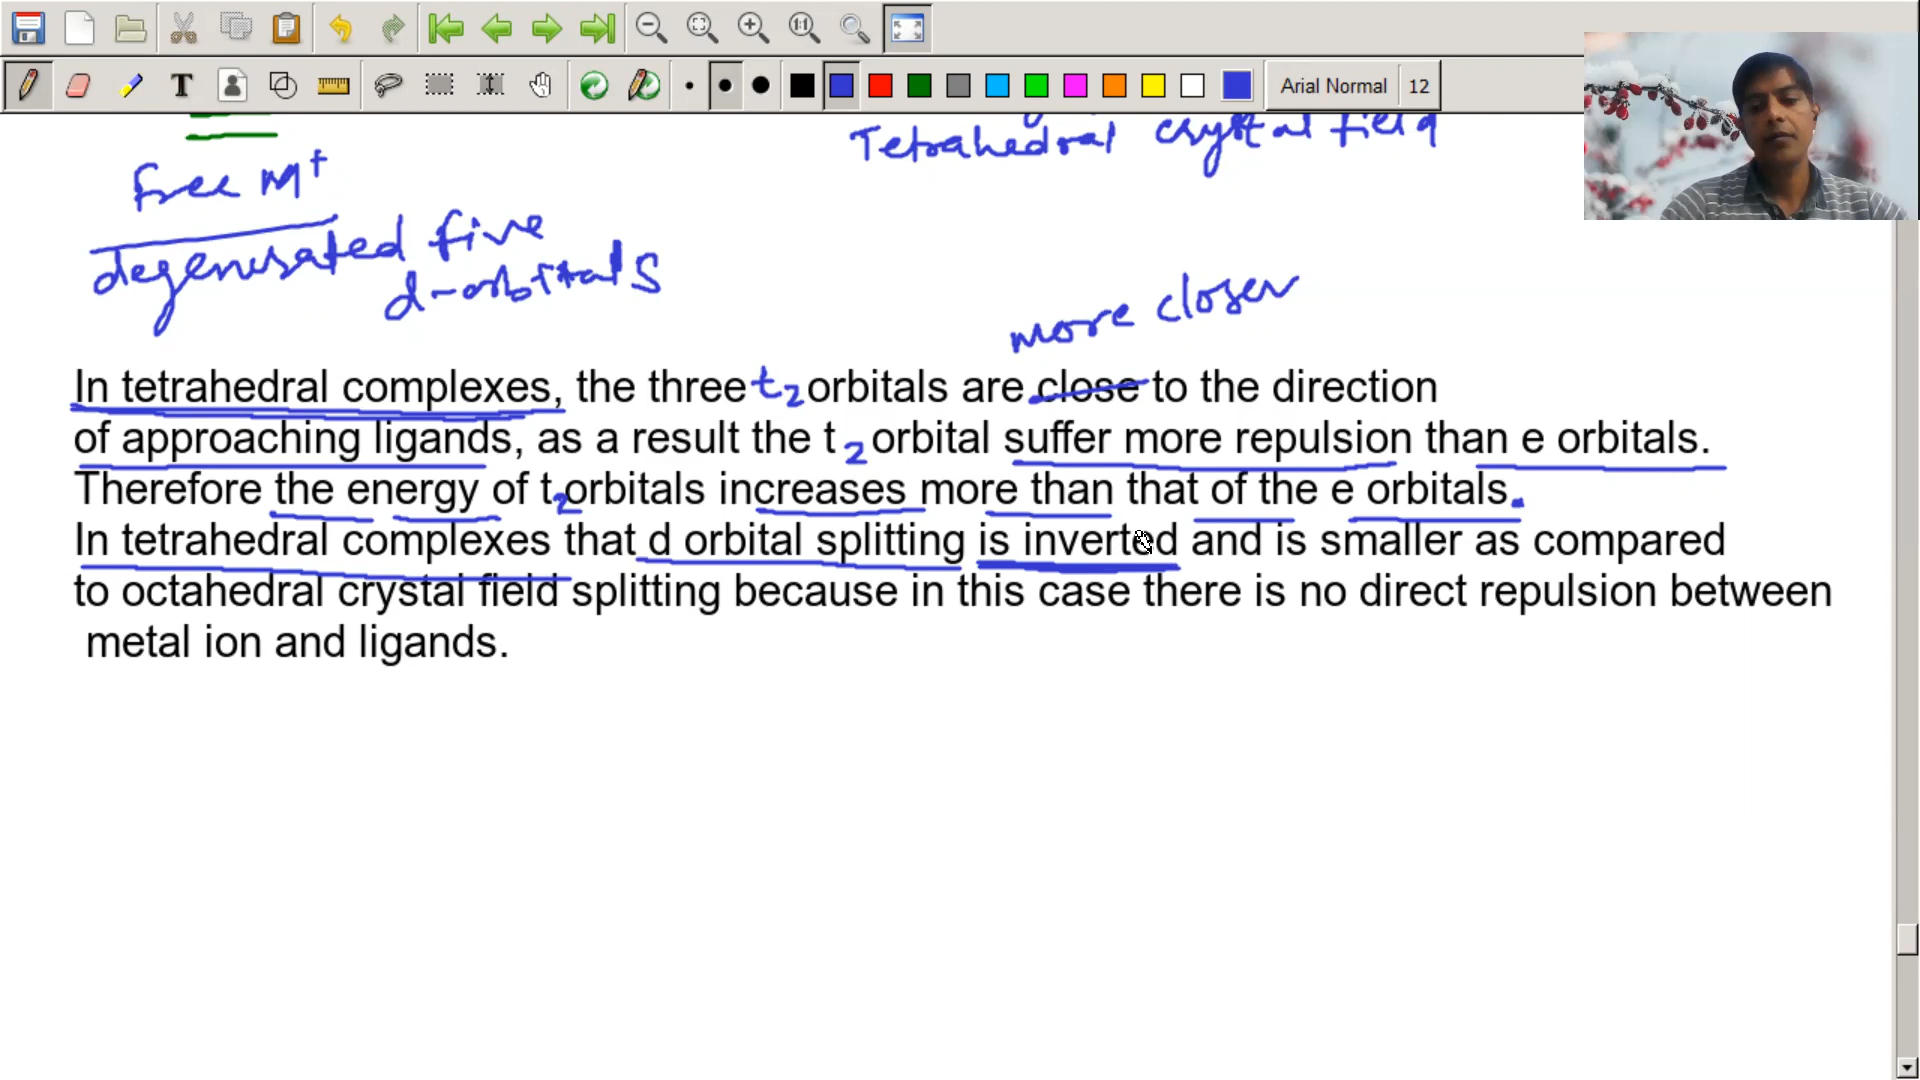 T
1:1
Arial Normal 12
Tetrahedral crystal field
free M+
degenerated five
d-orbitals
more closer
In tetrahedral complexes, the three t2 orbitals are close to the direction
of approaching ligands, as a result the t 2 orbital suffer more repulsion than e orbitals.
Therefore the energy of t2 orbitals increases more than that of the e orbitals.
In tetrahedral complexes that d orbital splitting is inverted and is smaller as compared
to octahedral crystal field splitting because in this case there is no direct repulsion between
metal ion and ligands.